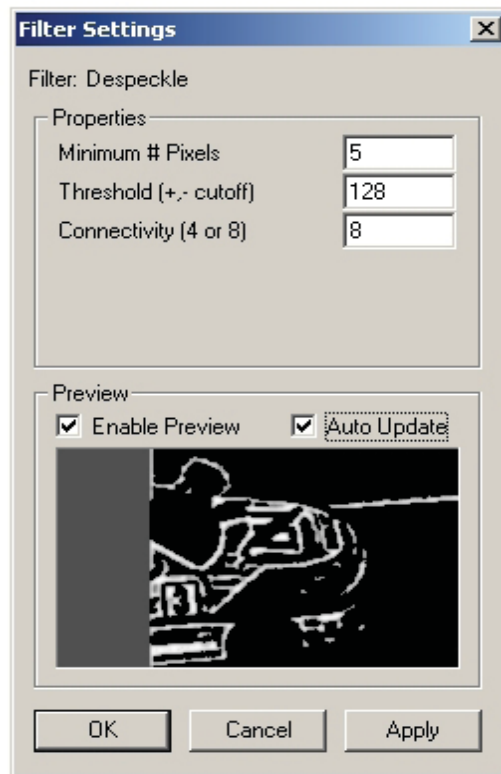 Filter Settings
Filter: Despeckle
Properties
Minimum # Pixels 5
Threshold (+,- cutoff) 128
Connectivity (4 or 8) 8
Preview
Enable Preview Auto Update
OK Cancel Apply